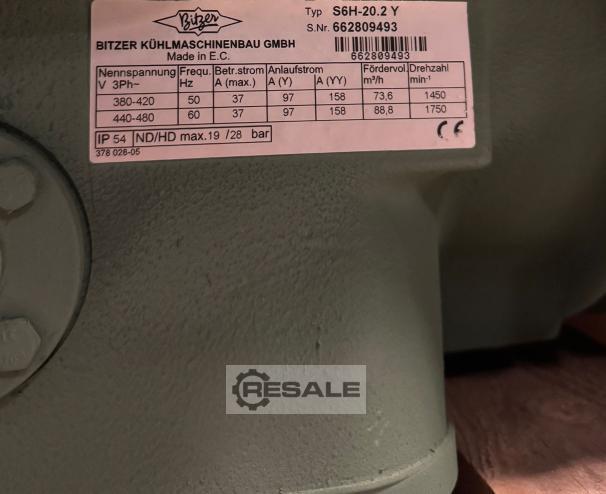 Bitzer
Typ S6H-20.2 Y
S.Nr. 662809493
662809493
BITZER KÜHLMASCHINENBAU GMBH
Made in E.C.
Nennspannung Frequ. Betr.strom Anlaufstrom Fördervol. Drehzahl
V 3Ph~ Hz A (max.) A (Y) A (YY) m³/h min⁻¹
380-420 50 37 97 158 73,6 1450
440-480 60 37 97 158 88,8 1750
IP 54 ND/HD max.19 /28 bar CE
378 028-05
RESALE